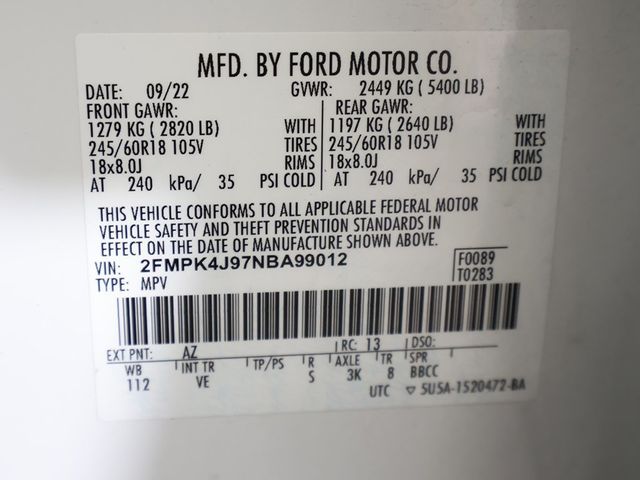 MFD. BY FORD MOTOR CO.
DATE: 09/22 GVWR: 2449 KG ( 5400 LB)
FRONT GAWR: REAR GAWR:
1279 KG ( 2820 LB) WITH 1197 KG ( 2640 LB) WITH
245/60R18 105V TIRES 245/60R18 105V TIRES
18x8.0J RIMS 18x8.0J RIMS
AT 240 kPa/ 35 PSI COLD AT 240 kPa/ 35 PSI COLD
THIS VEHICLE CONFORMS TO ALL APPLICABLE FEDERAL MOTOR
VEHICLE SAFETY AND THEFT PREVENTION STANDARDS IN
EFFECT ON THE DATE OF MANUFACTURE SHOWN ABOVE.
VIN: 2FMPK4J97NBA99012 F0089
TYPE: MPV T0283
EXT PNT: AZ RC: 13 DSO:
WB INT TR TP/PS R AXLE TR SPR
112 VE S 3K 8 BBCC
UTC ▽ 5U5A-1520472-BA